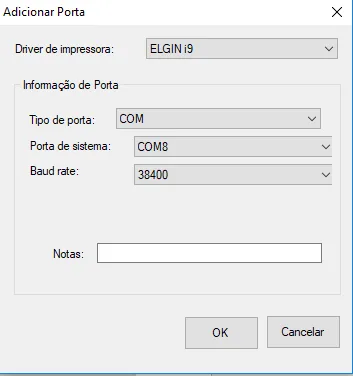 Adicionar Porta
Driver de impressora: ELGIN i9
Informação de Porta
Tipo de porta: COM
Porta de sistema: COM8
Baud rate: 38400
Notas:
OK Cancelar